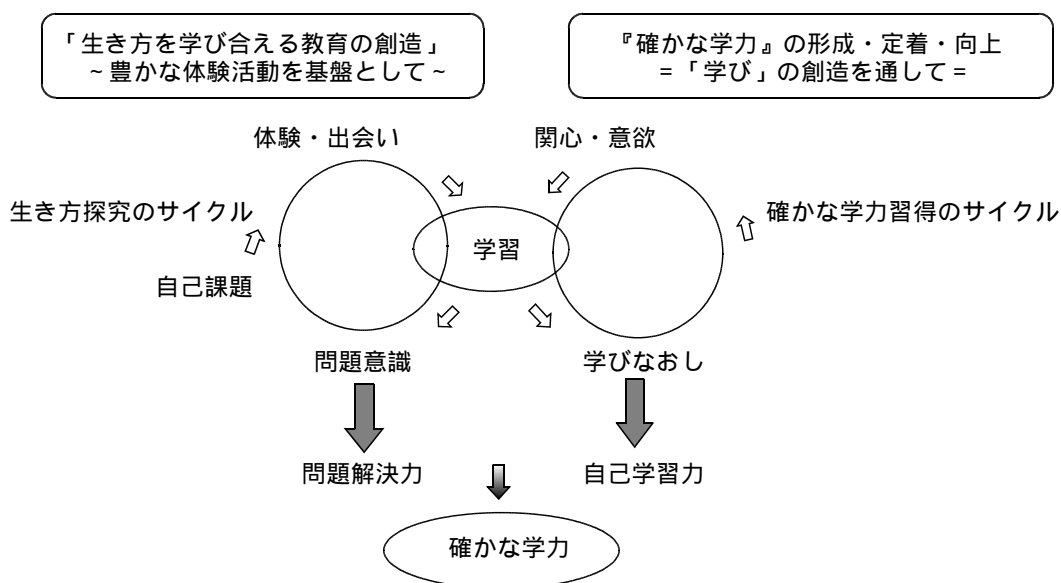 「生き方を学び合える教育の創造」
~豊かな体験活動を基盤として~
『確かな学力』の形成・定着・向上
=「学び」の創造を通して=
体験・出会い
関心・意欲
生き方探究のサイクル
確かな学力習得のサイクル
学習
自己課題
問題意識
学びなおし
問題解決力
自己学習力
確かな学力